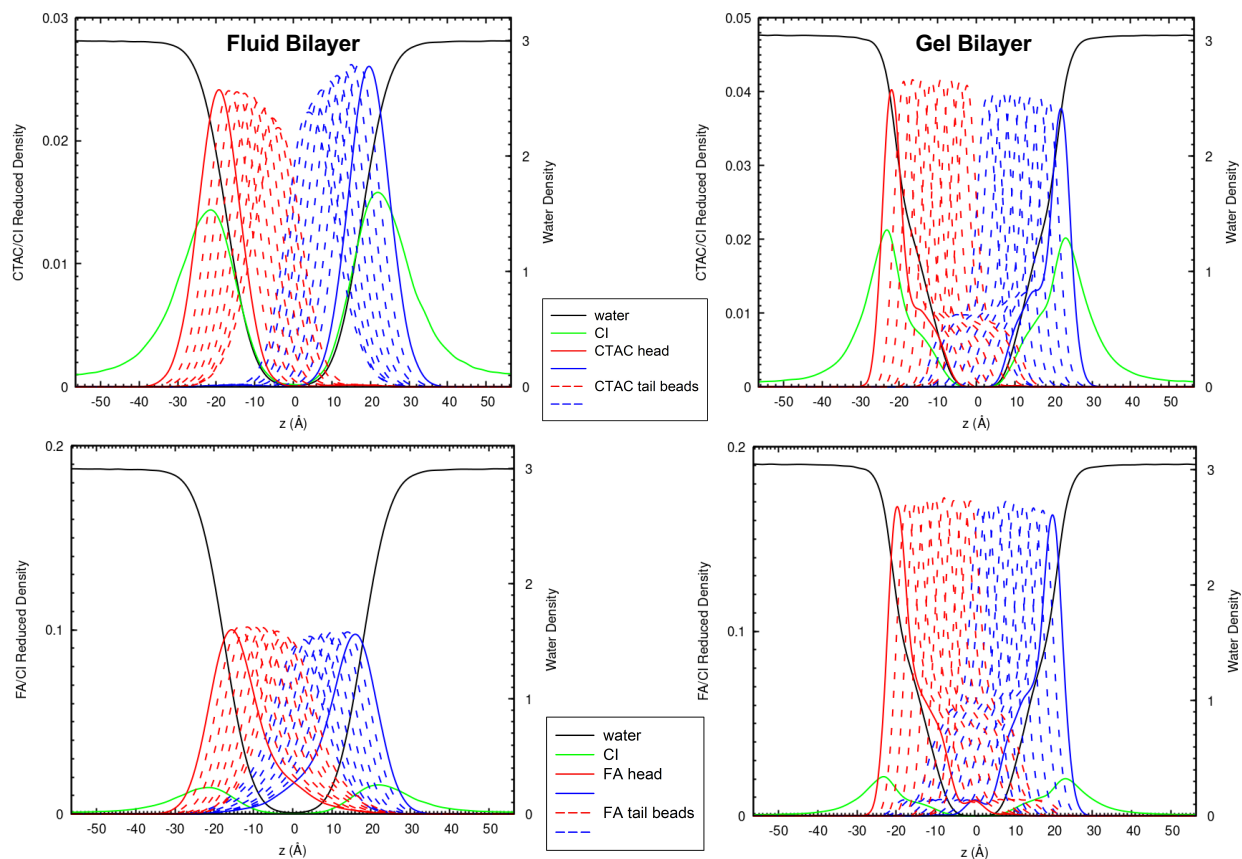 Fluid Bilayer
CTAC/Cl Reduced Density
0.03
0.02
0.01
0
3
2
1
0
Water Density
-50 -40 -30 -20 -10 0 10 20 30 40 50
z (Å)
Gel Bilayer
CTAC/Cl Reduced Density
0.05
0.04
0.03
0.02
0.01
0
3
2
1
0
Water Density
-50 -40 -30 -20 -10 0 10 20 30 40 50
z (Å)
water
Cl
CTAC head
CTAC tail beads
FA/Cl Reduced Density
0.2
0.1
0
3
2
1
0
Water Density
-50 -40 -30 -20 -10 0 10 20 30 40 50
z (Å)
FA/Cl Reduced Density
0.2
0.1
0
3
2
1
0
Water Density
-50 -40 -30 -20 -10 0 10 20 30 40 50
z (Å)
water
Cl
FA head
FA tail beads